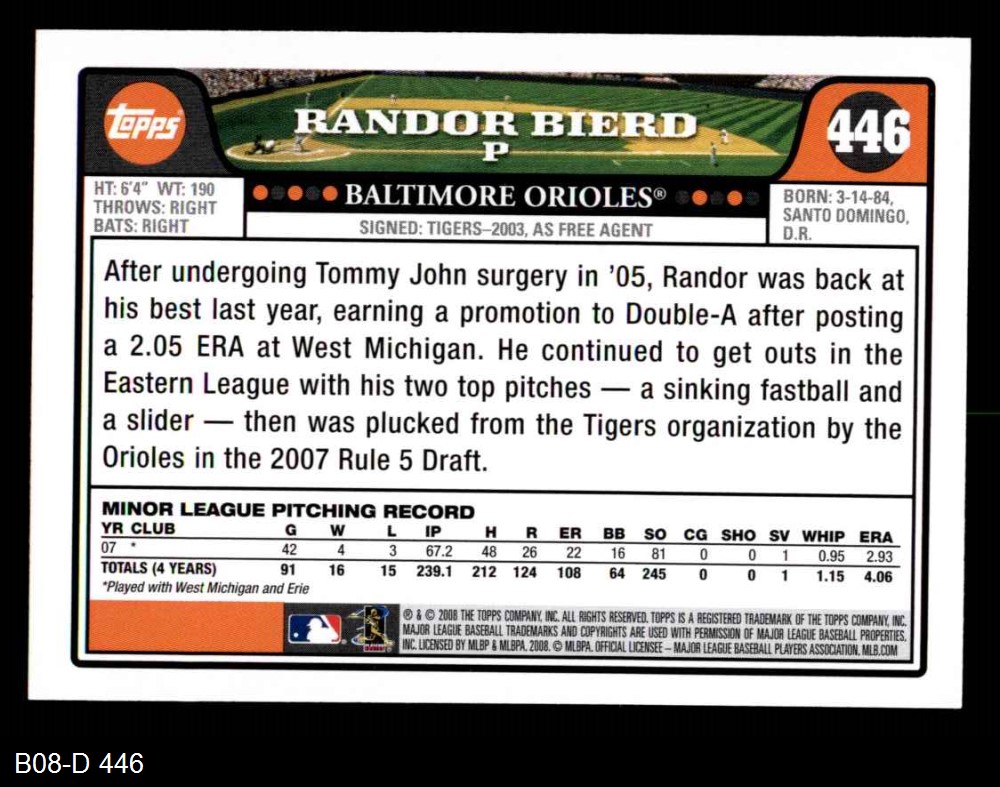 Topps
RANDOR BIERD
P
446
HT: 6'4" WT: 190
THROWS: RIGHT
BATS: RIGHT
BALTIMORE ORIOLES®
SIGNED: TIGERS–2003, AS FREE AGENT
BORN: 3-14-84,
SANTO DOMINGO,
D.R.
After undergoing Tommy John surgery in ’05, Randor was back at
his best last year, earning a promotion to Double-A after posting
a 2.05 ERA at West Michigan. He continued to get outs in the
Eastern League with his two top pitches — a sinking fastball and
a slider — then was plucked from the Tigers organization by the
Orioles in the 2007 Rule 5 Draft.
MINOR LEAGUE PITCHING RECORD
YR CLUB G W L IP H R ER BB SO CG SHO SV WHIP ERA
07 * 42 4 3 67.2 48 26 22 16 81 0 0 1 0.95 2.93
TOTALS (4 YEARS) 91 16 15 239.1 212 124 108 64 245 0 0 1 1.15 4.06
*Played with West Michigan and Erie
® & © 2008 THE TOPPS COMPANY, INC. ALL RIGHTS RESERVED. TOPPS IS A REGISTERED TRADEMARK OF THE TOPPS COMPANY, INC.
MAJOR LEAGUE BASEBALL TRADEMARKS AND COPYRIGHTS ARE USED WITH PERMISSION OF MAJOR LEAGUE BASEBALL PROPERTIES,
INC. LICENSED BY MLBP & MLBPA, 2008. © MLBPA. OFFICIAL LICENSEE – MAJOR LEAGUE BASEBALL PLAYERS ASSOCIATION. MLB.COM
B08-D 446